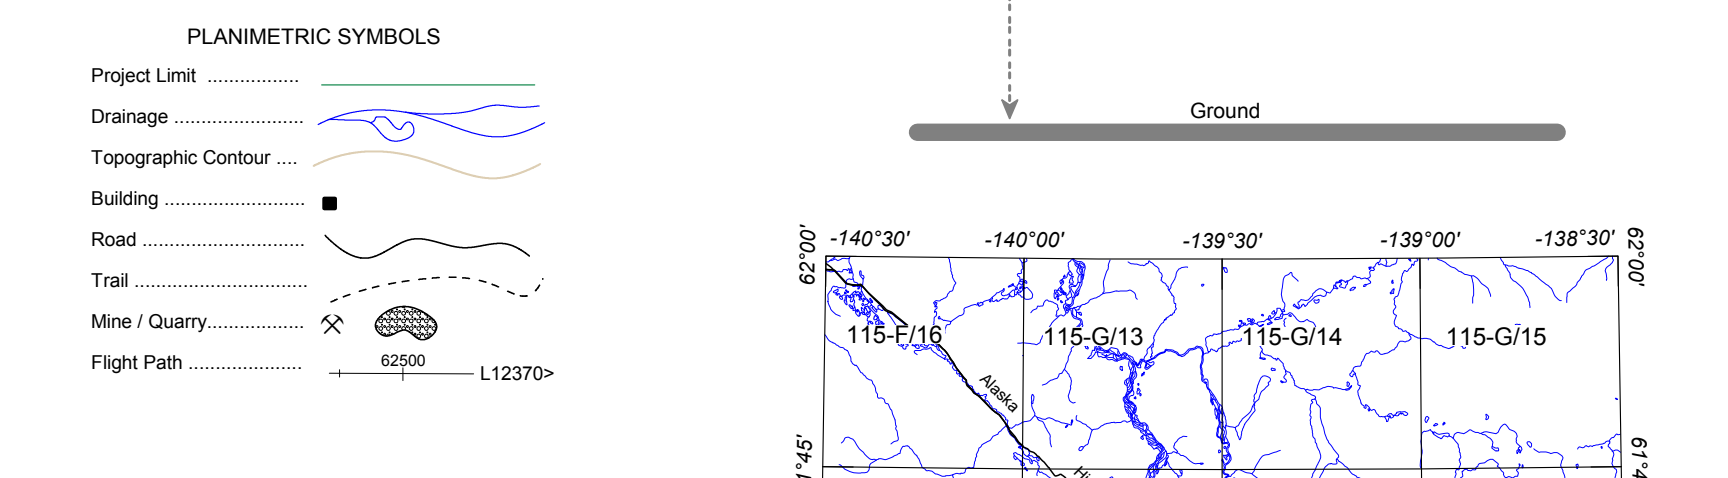 PLANIMETRIC SYMBOLS
Project Limit .................
Drainage ........................
Topographic Contour ....
Building ..........................
Road ..............................
Trail ................................
Mine / Quarry..................
Flight Path .....................
62500
L12370>
Ground
-140°30' -140°00' -139°30' -139°00' -138°30'
62°00'
62°00'
115-F/16 115-G/13 115-G/14 115-G/15
Alaska